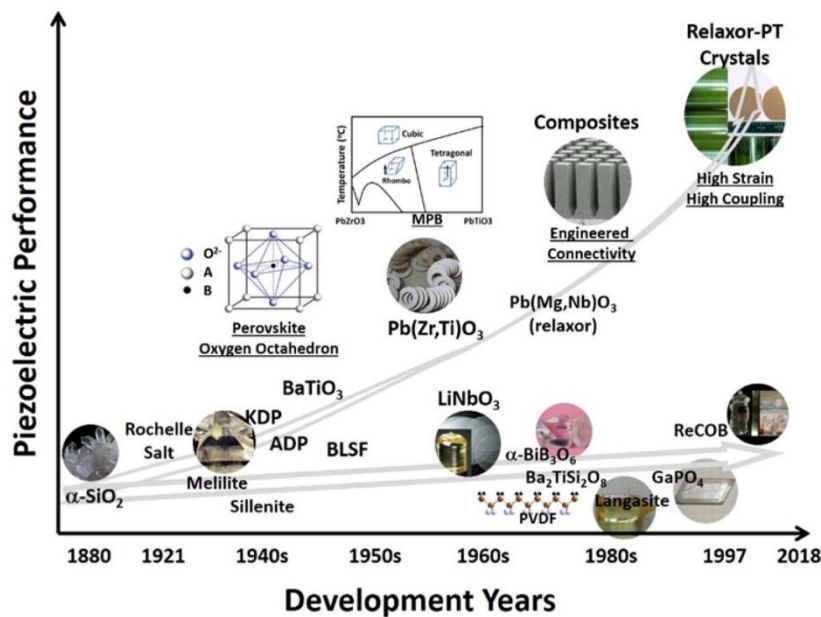 Relaxor-PT
Crystals
High Strain
High Coupling
Composites
Engineered
Connectivity
Temperature (°C)
Cubic
Rhombo
Tetragonal
PbZrO3
MPB
PbTiO3
O²⁻
A
B
Perovskite
Oxygen Octahedron
Pb(Zr,Ti)O₃
Pb(Mg,Nb)O₃
(relaxor)
BaTiO₃
Rochelle
Salt
KDP
ADP
BLSF
LiNbO₃
ReCOB
α-SiO₂
Melilite
Sillenite
α-BiB₃O₆
Ba₂TiSi₂O₈
GaPO₄
Langasite
PVDF
Piezoelectric Performance
1880
1921
1940s
1950s
1960s
1980s
1997
2018
Development Years